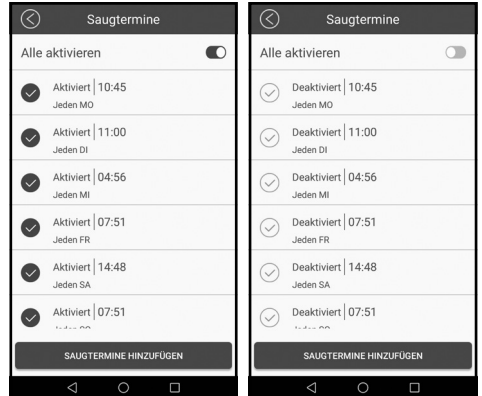 Saugtermine
Alle aktivieren
Aktiviert | 10:45
Jeden MO
Aktiviert | 11:00
Jeden DI
Aktiviert | 04:56
Jeden MI
Aktiviert | 07:51
Jeden FR
Aktiviert | 14:48
Jeden SA
Aktiviert | 07:51
SAUGTERMINE HINZUFÜGEN
Saugtermine
Alle aktivieren
Deaktiviert | 10:45
Jeden MO
Deaktiviert | 11:00
Jeden DI
Deaktiviert | 04:56
Jeden MI
Deaktiviert | 07:51
Jeden FR
Deaktiviert | 14:48
Jeden SA
Deaktiviert | 07:51
SAUGTERMINE HINZUFÜGEN